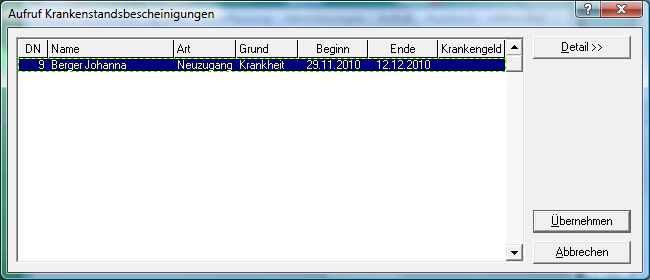 Aufruf Krankenstandsbescheinigungen
DN Name Art Grund Beginn Ende Krankengeld
9 Berger Johanna Neuzugang Krankheit 29.11.2010 12.12.2010
Detail >>
Übernehmen
Abbrechen